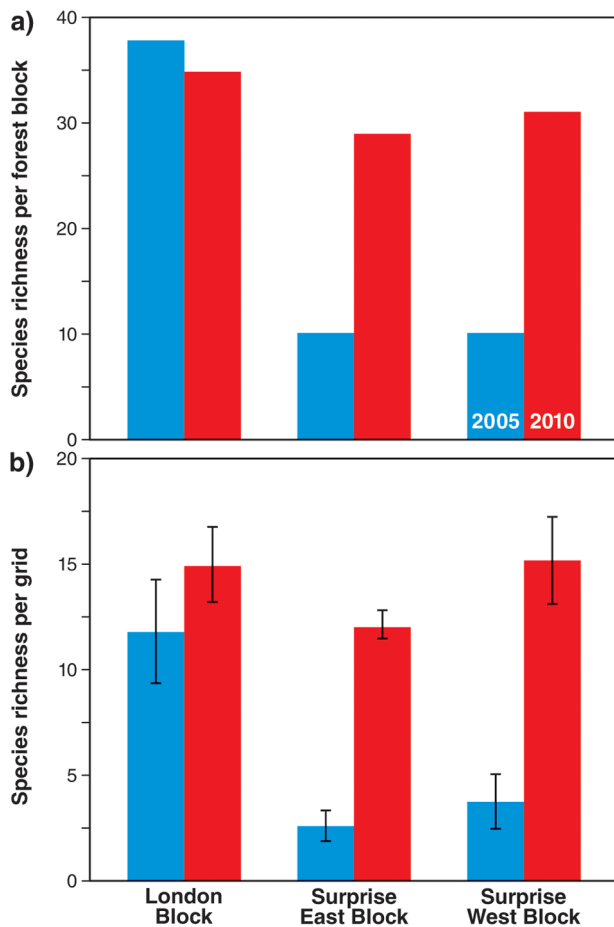 a)
Species richness per forest block
40
30
20
10
0
2005 2010
b)
Species richness per grid
20
15
10
5
0
London
Block
Surprise
East Block
Surprise
West Block